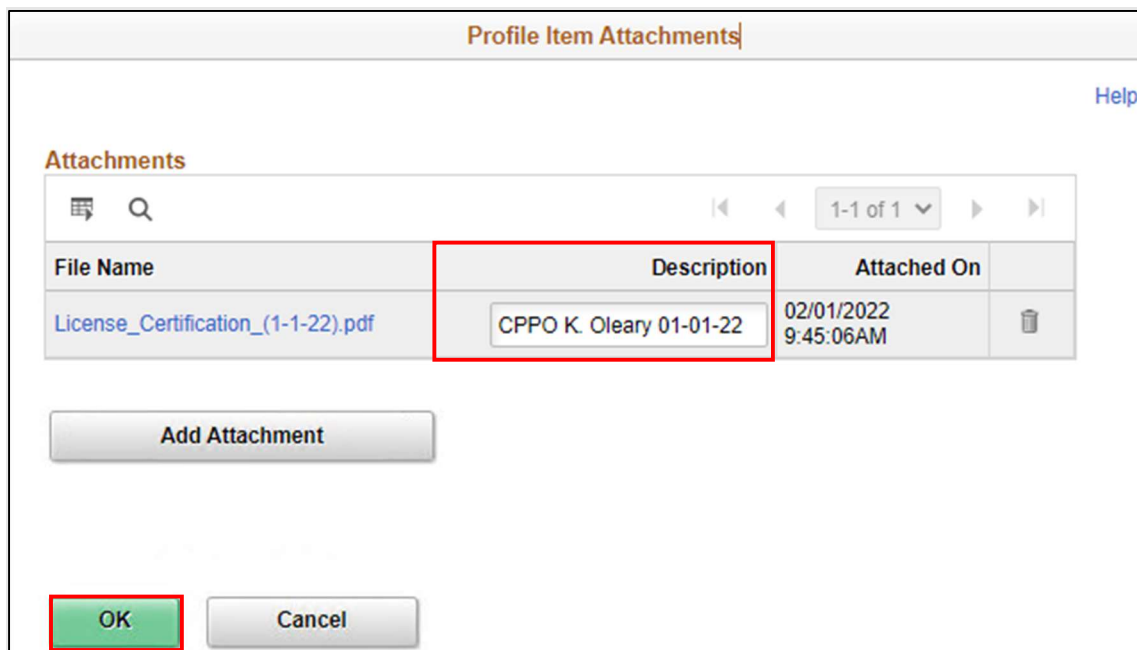 Profile Item Attachments
Help
Attachments
1-1 of 1
File Name Description Attached On
License_Certification_(1-1-22).pdf CPPO K. Oleary 01-01-22 02/01/2022
9:45:06AM
Add Attachment
OK Cancel